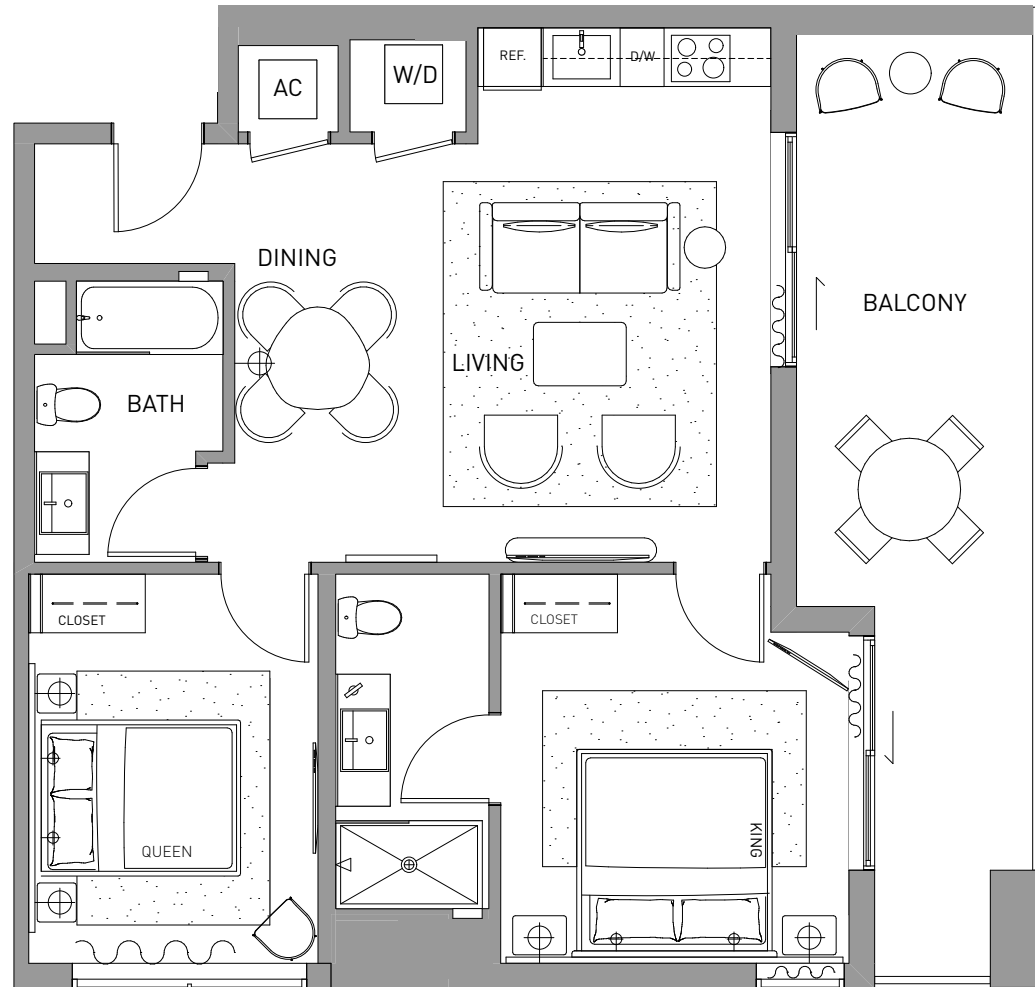 AC
W/D
REF.
D/W
DINING
BALCONY
LIVING
BATH
CLOSET
CLOSET
QUEEN
KING